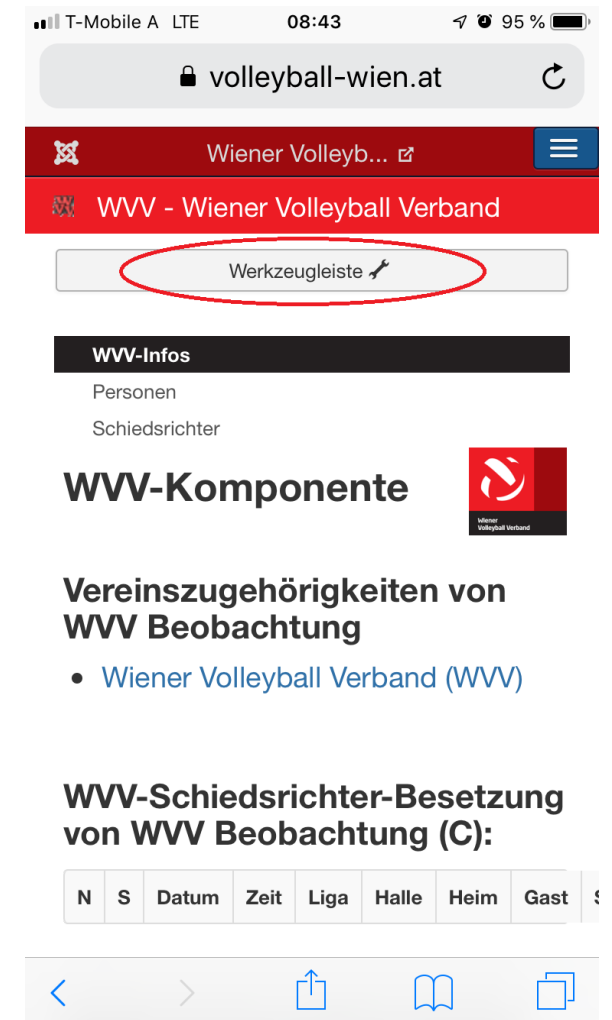 T-Mobile A LTE 08:43 95 %
volleyball-wien.at
Wiener Volleyb...
WVV - Wiener Volleyball Verband
Werkzeugleiste
WVV-Infos
Personen
Schiedsrichter
WVV-Komponente
Wiener
Volleyball Verband
Vereinszugehörigkeiten von
WVV Beobachtung
• Wiener Volleyball Verband (WVV)
WVV-Schiedsrichter-Besetzung
von WVV Beobachtung (C):
N S Datum Zeit Liga Halle Heim Gast